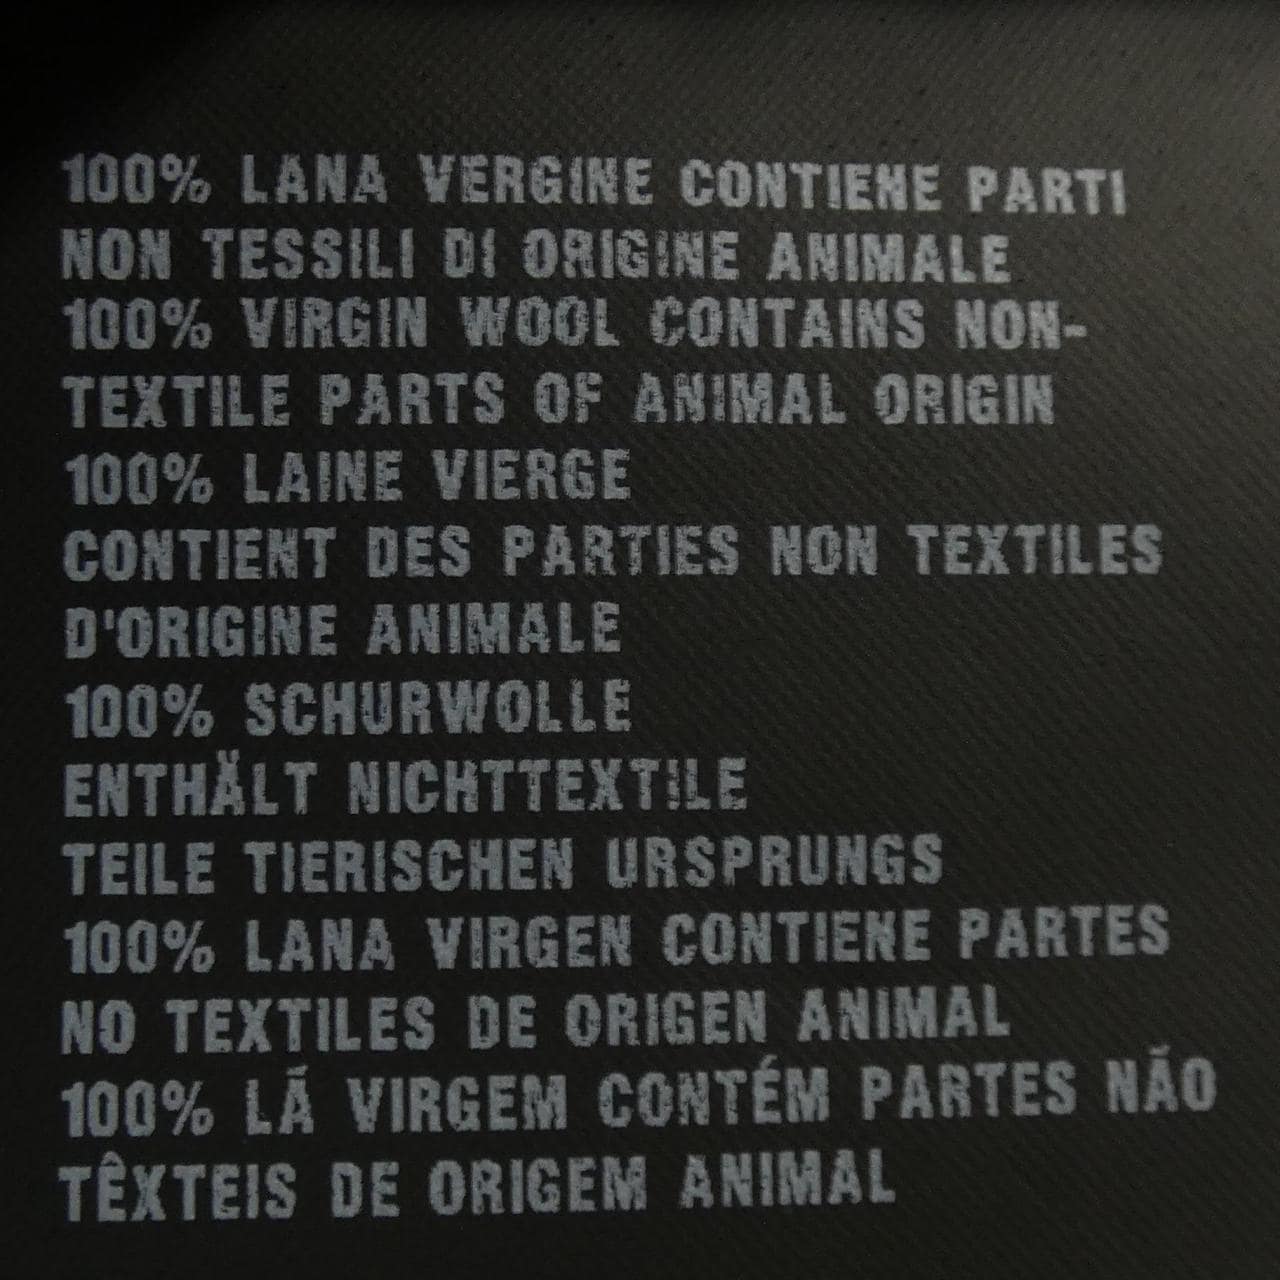 100% LANA VERGINE CONTIENE PARTI
NON TESSILI DI ORIGINE ANIMALE
100% VIRGIN WOOL CONTAINS NON-
TEXTILE PARTS OF ANIMAL ORIGIN
100% LAINE VIERGE
CONTIENT DES PARTIES NON TEXTILES
D'ORIGINE ANIMALE
100% SCHURWOLLE
ENTHÄLT NICHTTEXTILE
TEILE TIERISCHEN URSPRUNGS
100% LANA VIRGEN CONTIENE PARTES
NO TEXTILES DE ORIGEN ANIMAL
100% LÃ VIRGEM CONTÉM PARTES NÃO
TÊXTEIS DE ORIGEM ANIMAL